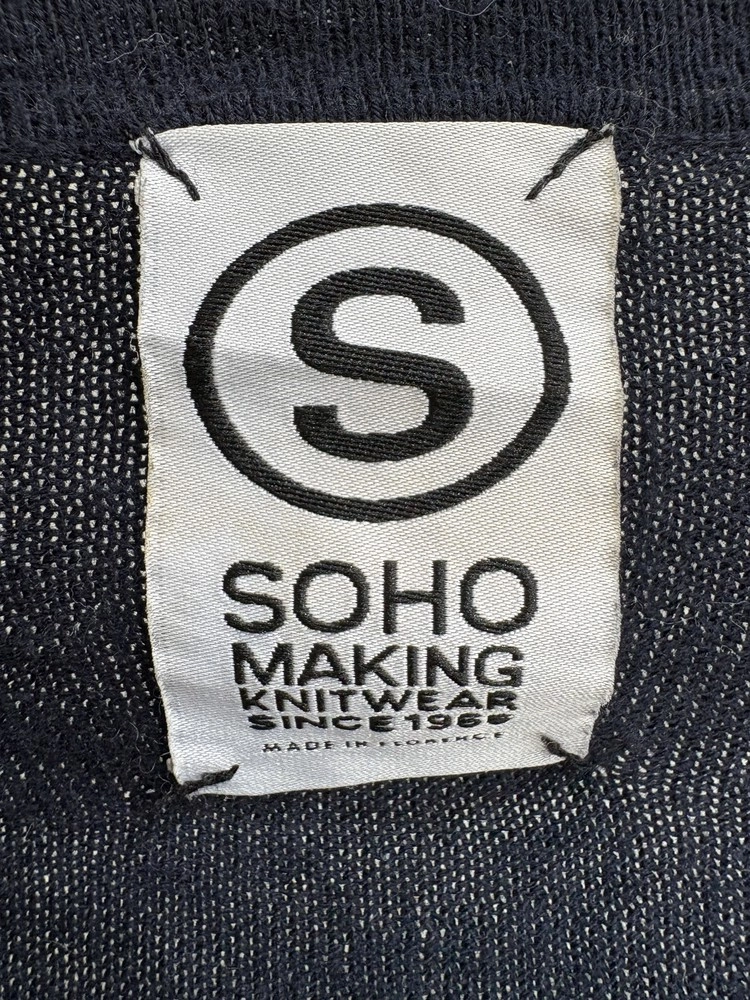 S
SOHO
MAKING
KNITWEAR
SINCE
MADE IN FLORENCE